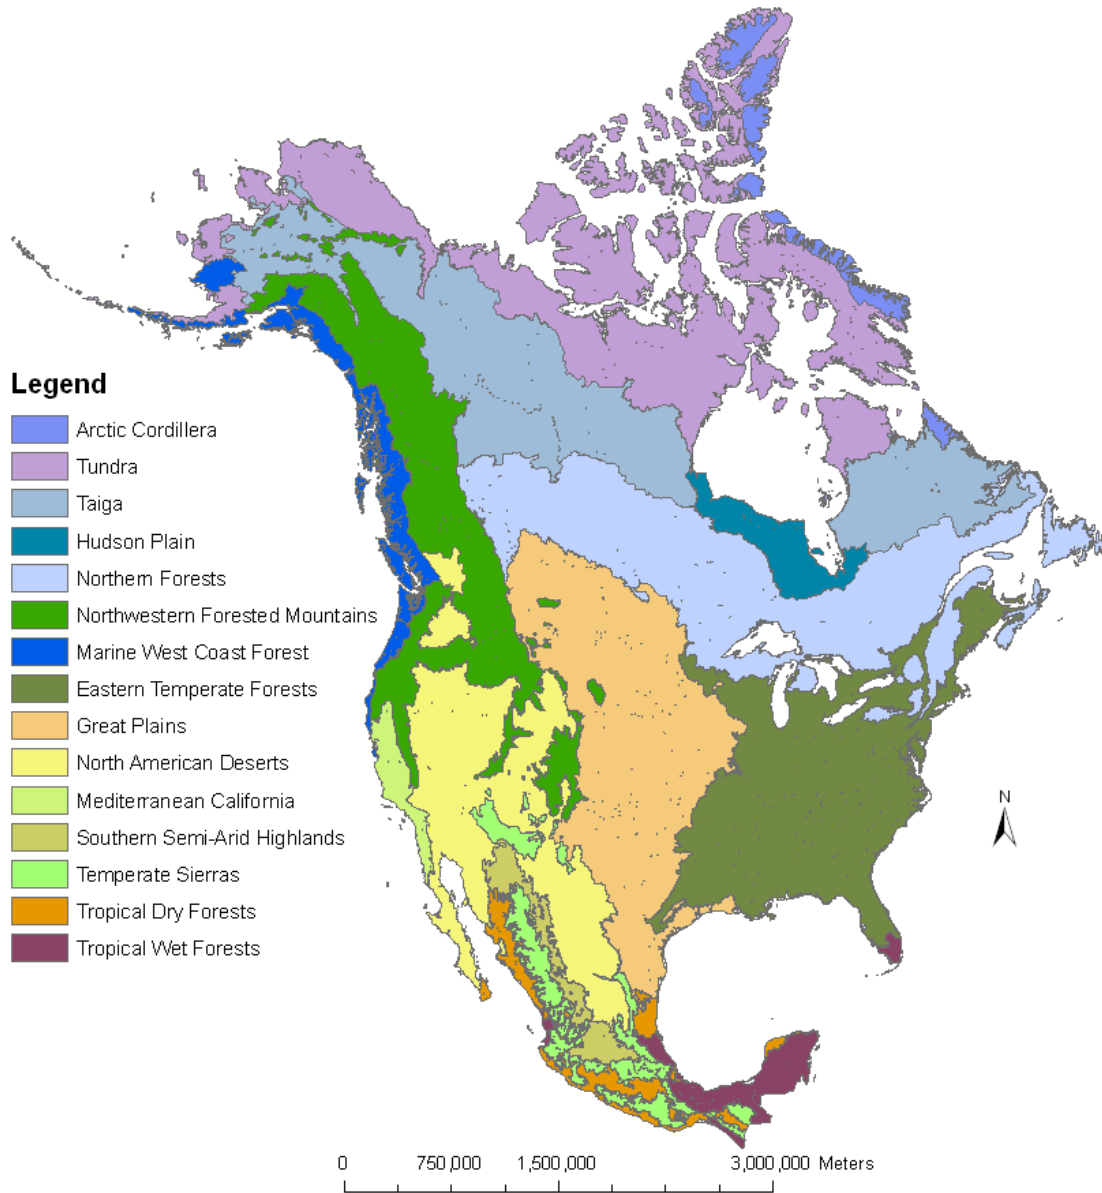 Legend
Arctic Cordillera
Tundra
Taiga
Hudson Plain
Northern Forests
Northwestern Forested Mountains
Marine West Coast Forest
Eastern Temperate Forests
Great Plains
North American Deserts
Mediterranean California
Southern Semi-Arid Highlands
Temperate Sierras
Tropical Dry Forests
Tropical Wet Forests
N
0 750,000 1,500,000 3,000,000 Meters